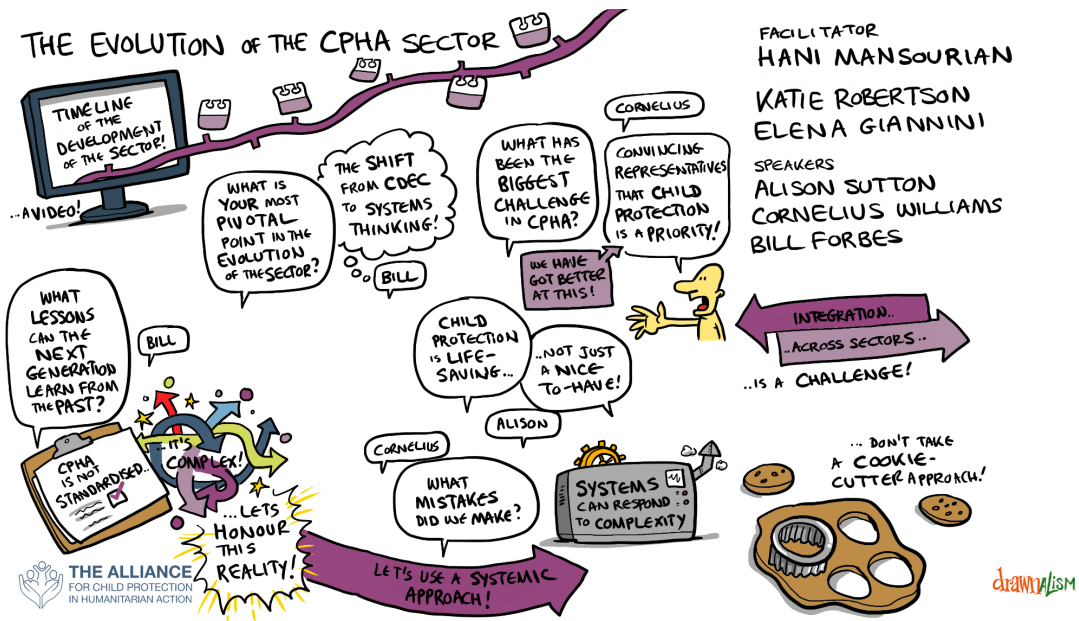 THE EVOLUTION OF THE CPHA SECTOR
TIMELINE
OF THE
DEVELOPMENT
OF THE SECTOR!
...A VIDEO!
WHAT IS
YOUR MOST
PIVOTAL
POINT IN THE
EVOLUTION
OF THE SECTOR?
THE SHIFT
FROM CDEC
TO SYSTEMS
THINKING!
BILL
WHAT HAS
BEEN THE
BIGGEST
CHALLENGE
IN CPHA?
CORNELIUS
CONVINCING
REPRESENTATIVES
THAT CHILD
PROTECTION
IS A PRIORITY!
WE HAVE
GOT BETTER
AT THIS!
FACILITATOR
HANI MANSOURIAN
KATIE ROBERTSON
ELENA GIANNINI
SPEAKERS
ALISON SUTTON
CORNELIUS WILLIAMS
BILL FORBES
INTEGRATION..
..ACROSS SECTORS..
..IS A CHALLENGE!
CHILD
PROTECTION
IS LIFE-
SAVING...
..NOT JUST
A NICE-
TO-HAVE!
ALISON
WHAT
LESSONS
CAN THE
NEXT
GENERATION
LEARN FROM
THE PAST?
BILL
CPHA
IS NOT
STANDARDISED..
...IT'S
COMPLEX!
...LETS
HONOUR
THIS
REALITY!
CORNELIUS
WHAT
MISTAKES
DID WE MAKE?
SYSTEMS
CAN RESPOND
TO COMPLEXITY
LET'S USE A SYSTEMIC
APPROACH!
... DON'T TAKE
A COOKIE-
CUTTER APPROACH!
THE ALLIANCE
FOR CHILD PROTECTION
IN HUMANITARIAN ACTION
drawnALISM